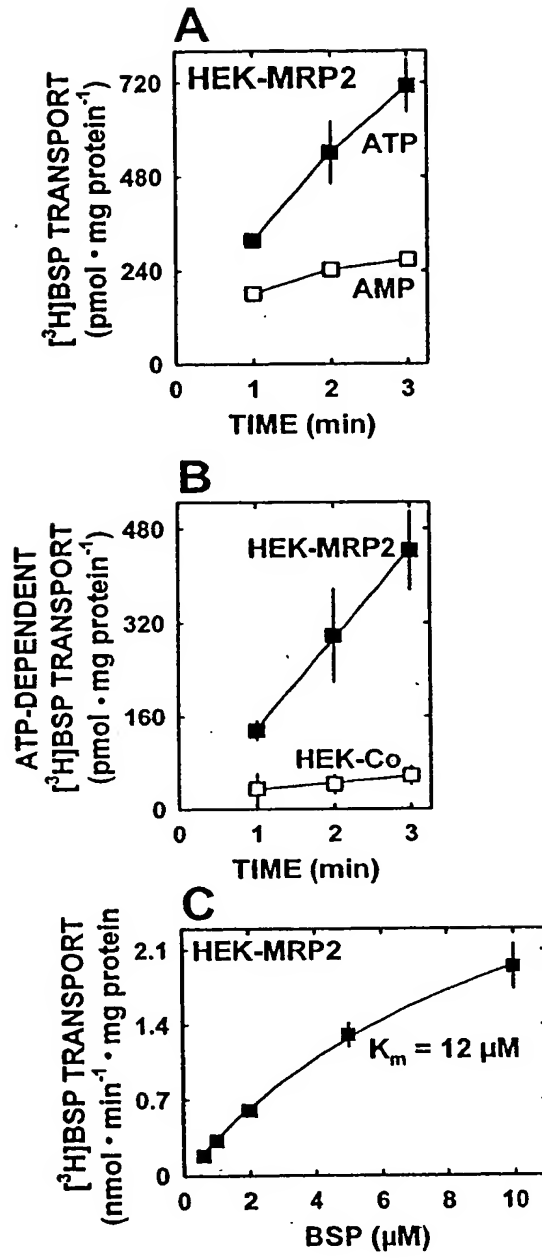 A
HEK-MRP2
[³H]BSP TRANSPORT
(pmol • mg protein⁻¹)
720
480
240
0
ATP
AMP
0 1 2 3
TIME (min)
B
ATP-DEPENDENT
[³H]BSP TRANSPORT
(pmol • mg protein⁻¹)
480
320
160
0
HEK-MRP2
HEK-Co
0 1 2 3
TIME (min)
C
HEK-MRP2
[³H]BSP TRANSPORT
(nmol • min⁻¹ • mg protein
2.1
1.4
0.7
0
Kₘ = 12 µM
0 2 4 6 8 10
BSP (µM)